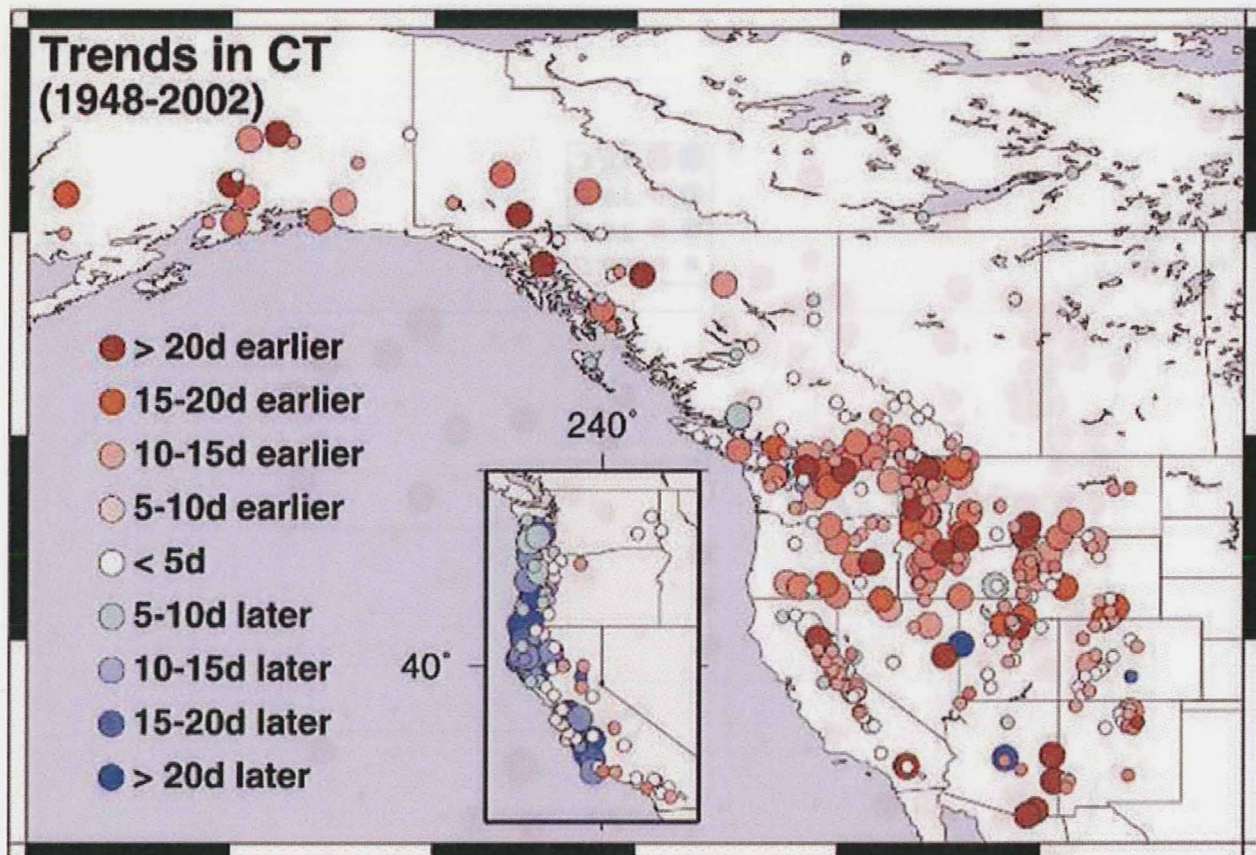 Trends in CT
(1948-2002)
> 20d earlier
15-20d earlier
10-15d earlier
5-10d earlier
< 5d
5-10d later
10-15d later
15-20d later
> 20d later
240°
40°